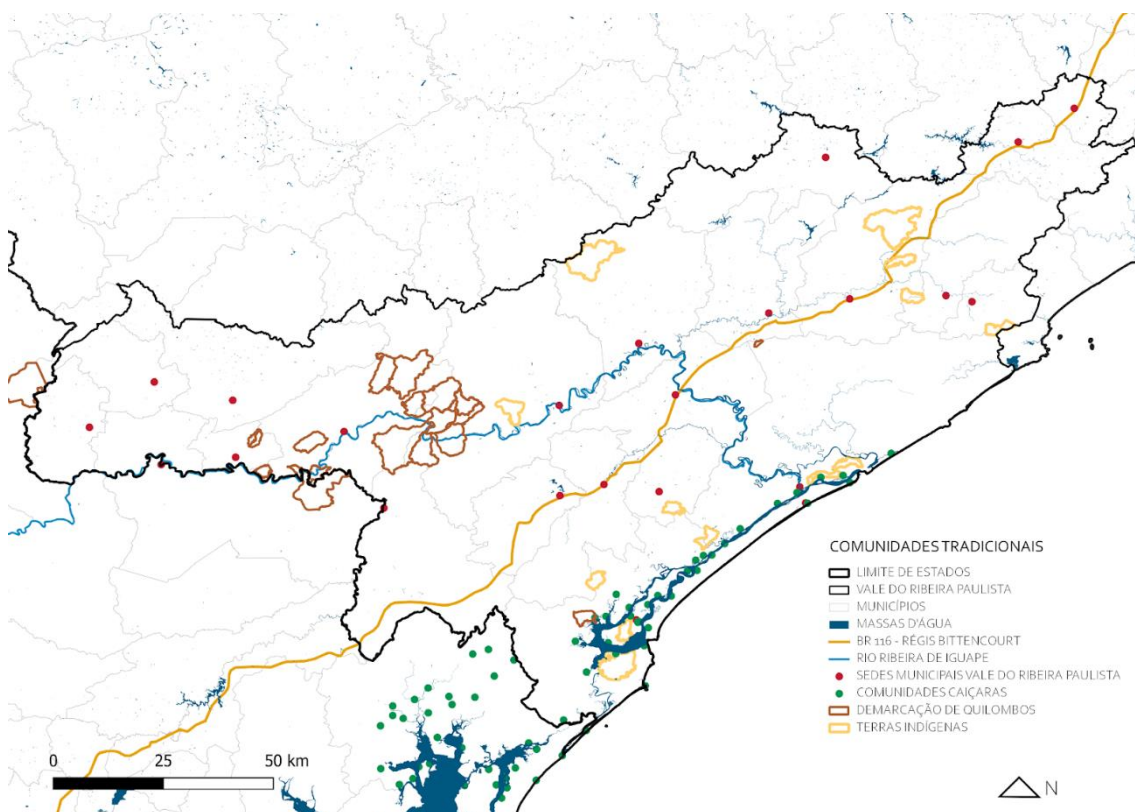 COMUNIDADES TRADICIONAIS
LIMITE DE ESTADOS
VALE DO RIBEIRA PAULISTA
MUNICÍPIOS
MASSAS D'ÁGUA
BR 116 - RÉGIS BITTENCOURT
RIO RIBEIRA DE IGUAPE
SEDES MUNICIPAIS VALE DO RIBEIRA PAULISTA
COMUNIDADES CAIÇARAS
DEMARCAÇÃO DE QUILOMBOS
TERRAS INDÍGENAS
0 25 50 km
N